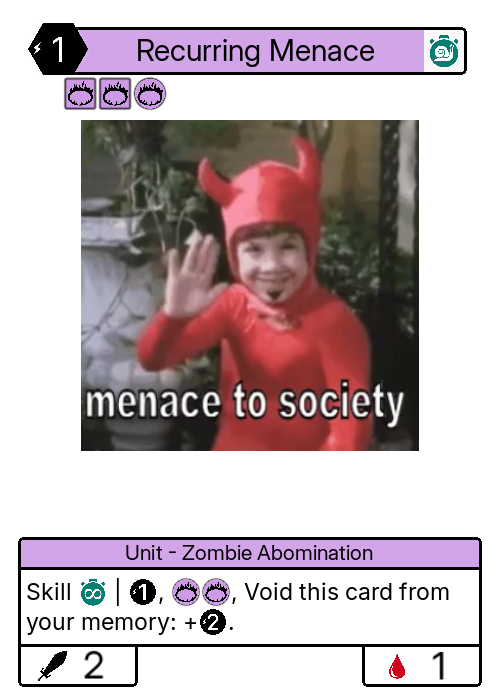 1
Recurring Menace
menace to society
Unit - Zombie Abomination
Skill | 1, , Void this card from
your memory: +2.
2
1